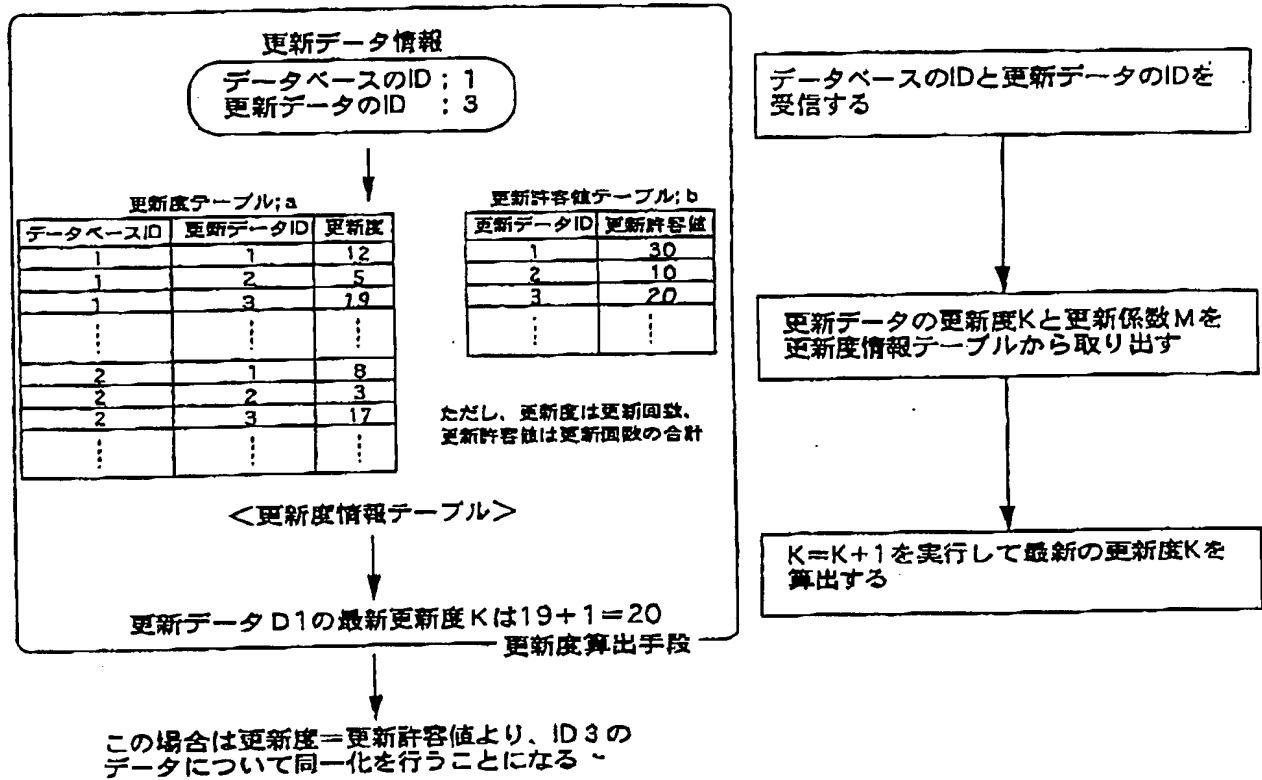 更新データ情報
データベースのID ; 1
更新データのID ; 3
更新度テーブル;a
データベースID 更新データID 更新度
1 1 12
1 2 5
1 3 19
2 1 8
2 2 3
2 3 17
更新許容値テーブル;b
更新データID 更新許容値
1 30
2 10
3 20
ただし、更新度は更新回数、
更新許容値は更新回数の合計
<更新度情報テーブル>
更新データD1の最新更新度Kは19+1=20
更新度算出手段
この場合は更新度=更新許容値より、ID3の
データについて同一化を行うことになる
データベースのIDと更新データのIDを
受信する
更新データの更新度Kと更新係数Mを
更新度情報テーブルから取り出す
K=K+1を実行して最新の更新度Kを
算出する